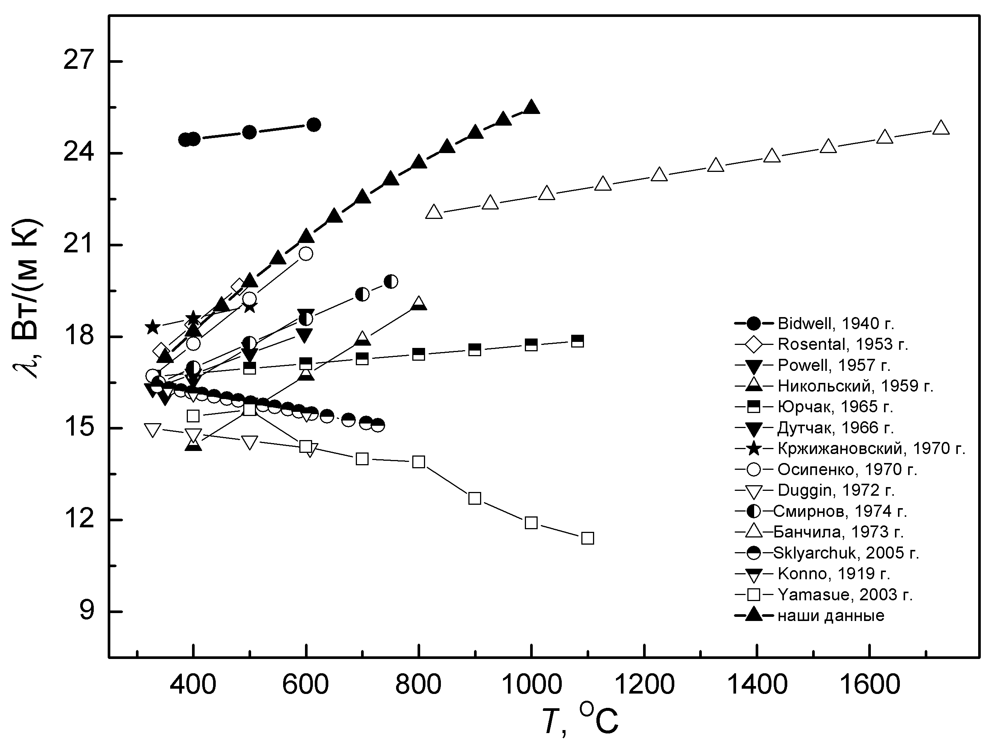 27
24
21
18
15
12
9
λ, Вт/(м К)
400 600 800 1000 1200 1400 1600
T, °C
Bidwell, 1940 г.
Rosental, 1953 г.
Powell, 1957 г.
Никольский, 1959 г.
Юрчак, 1965 г.
Дутчак, 1966 г.
Кржижановский, 1970 г.
Осипенко, 1970 г.
Duggin, 1972 г.
Смирнов, 1974 г.
Банчила, 1973 г.
Sklyarchuk, 2005 г.
Konno, 1919 г.
Yamasue, 2003 г.
наши данные